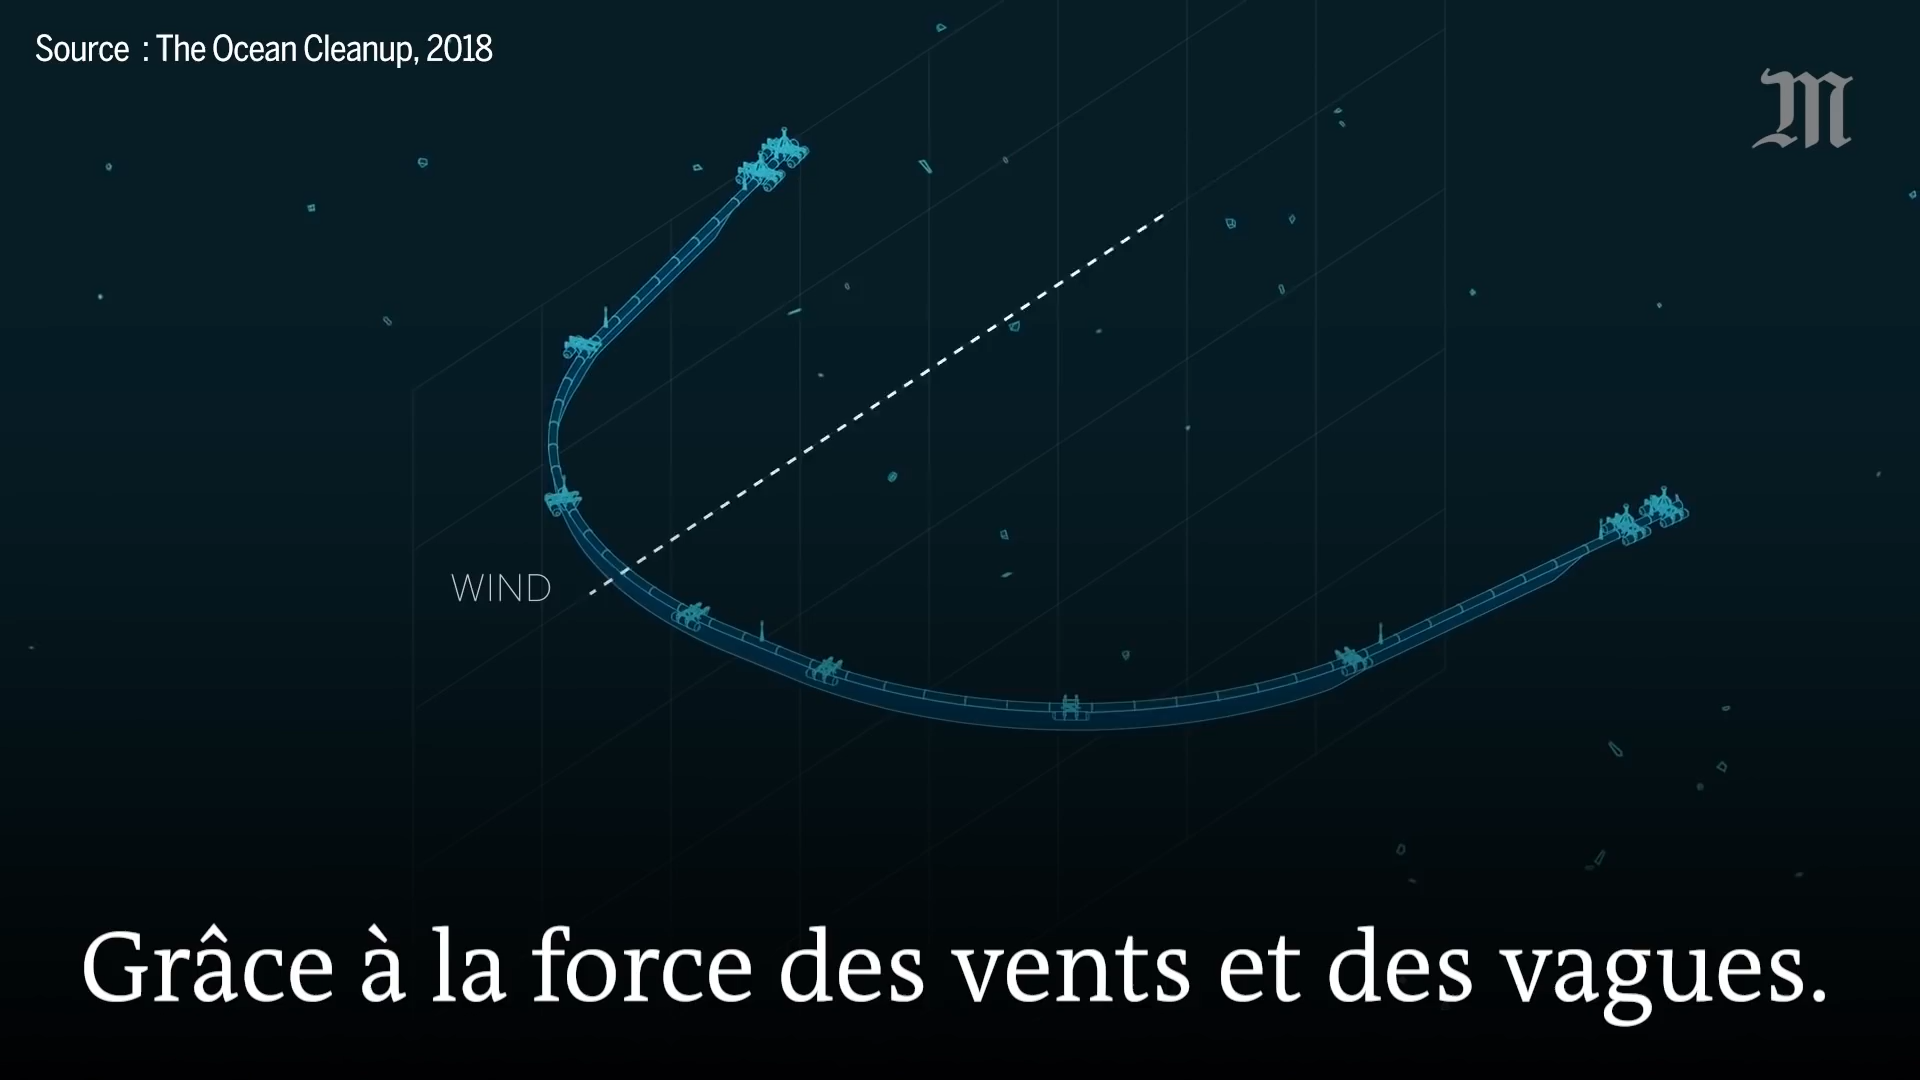 Source : The Ocean Cleanup, 2018
M
WIND
Grâce à la force des vents et des vagues.